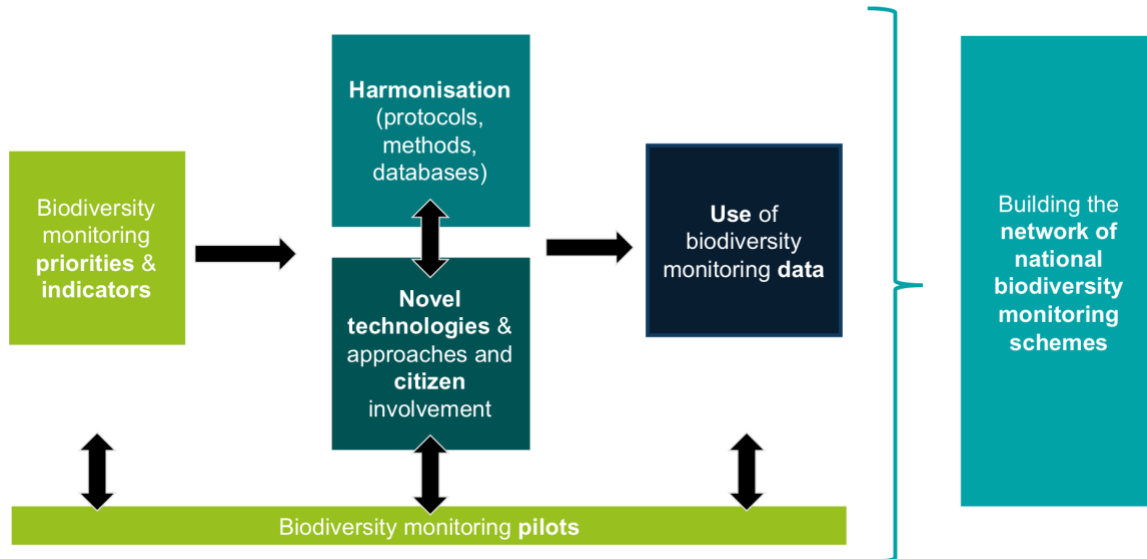 Biodiversity
monitoring
priorities &
indicators
Harmonisation
(protocols,
methods,
databases)
Novel
technologies &
approaches and
citizen
involvement
Use of
biodiversity
monitoring data
Biodiversity monitoring pilots
Building the
network of
national
biodiversity
monitoring
schemes